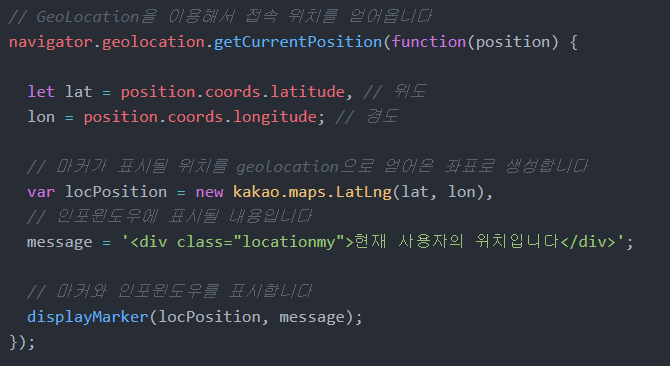 // GeoLocation을 이용해서 접속 위치를 얻어옵니다
navigator.geolocation.getCurrentPosition(function(position) {
let lat = position.coords.latitude, // 위도
lon = position.coords.longitude; // 경도
// 마커가 표시될 위치를 geolocation으로 얻어온 좌표로 생성합니다
var locPosition = new kakao.maps.LatLng(lat, lon),
// 인포윈도우에 표시될 내용입니다
message = '<div class="locationmy">현재 사용자의 위치입니다</div>';
// 마커와 인포윈도우를 표시합니다
displayMarker(locPosition, message);
});